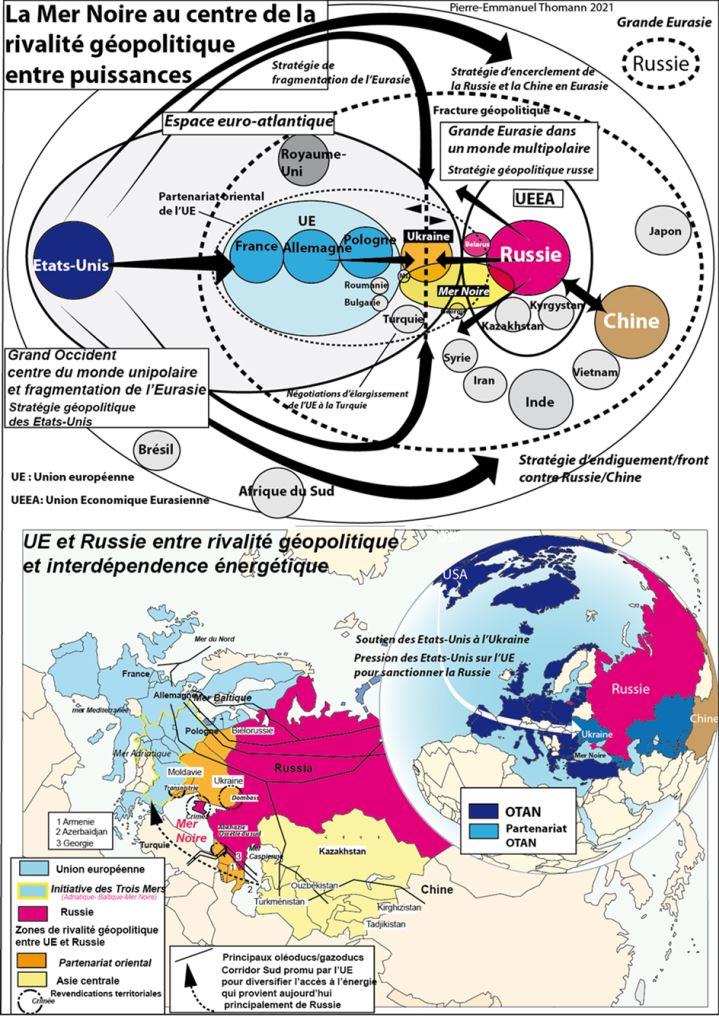 La Mer Noire au centre de la
rivalité géopolitique
entre puissances
Pierre-Emmanuel Thomann 2021
Grande Eurasie
Russie
Stratégie de
fragmentation de l'Eurasie
Stratégie d'encerclement de
la Russie et la Chine en Eurasie
Fracture géopolitique
Espace euro-atlantique
Grande Eurasie dans
un monde multipolaire
Stratégie géopolitique russe
Royaume-
Uni
Partenariat oriental
de l'UE
UE
UEEA
Japon
France
Allemagne
Pologne
Ukraine
Belarus
Russie
Etats-Unis
Roumanie
Bulgarie
Mer Noire
Turquie
Kazakhstan
Kyrgystan
Chine
Syrie
Iran
Inde
Vietnam
Grand Occident
centre du monde unipolaire
et fragmentation de l'Eurasie
Stratégie géopolitique
des Etats-Unis
Négotiations d'élargissement
de l'UE à la Turquie
Brésil
Afrique du Sud
Stratégie d'endiguement/front
contre Russie/Chine
UE : Union européenne
UEEA: Union Economique Eurasienne
UE et Russie entre rivalité géopolitique
et interdépendence énergétique
USA
Soutien des Etats-Unis à l'Ukraine
Pression des Etats-Unis sur l'UE
pour sanctionner la Russie
Russie
Chine
Ukraine
Mer Noire
OTAN
Partenariat
OTAN
Mer du Nord
France
Allemagne
Mer Baltique
mer Mediterranée
Pologne
Biélorussie
Mer Adriatique
Russia
Moldavie
Transnistrie
Ukraine
Dombass
Crimée
Mer
Noire
Abkhazie
Ossétie du sud
Turquie
Mer
Caspienne
3
1
2
Kazakhstan
Ouzbékistan
Turkménistan
Chine
Kirghizistan
Tadjikistan
1 Armenie
2 Azerbaïdjan
3 Georgie
Union européenne
Initiative des Trois Mers
(Adriatique- Baltique-Mer Noire)
Russie
Zones de rivalité géopolitique
entre UE et Russie
Partenariat oriental
Asie centrale
Revendications territoriales
Crimée
Principaux oléoducs/gazoducs
Corridor Sud promu par l'UE
pour diversifier l'accès à l'énergie
qui provient aujourd'hui
principalement de Russie